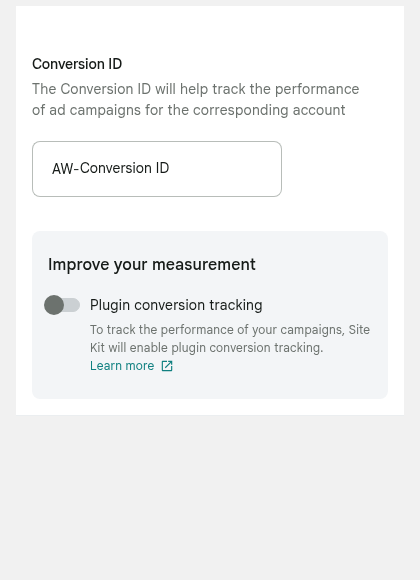 Conversion ID
The Conversion ID will help track the performance
of ad campaigns for the corresponding account
AW-Conversion ID
Improve your measurement
Plugin conversion tracking
To track the performance of your campaigns, Site
Kit will enable plugin conversion tracking.
Learn more